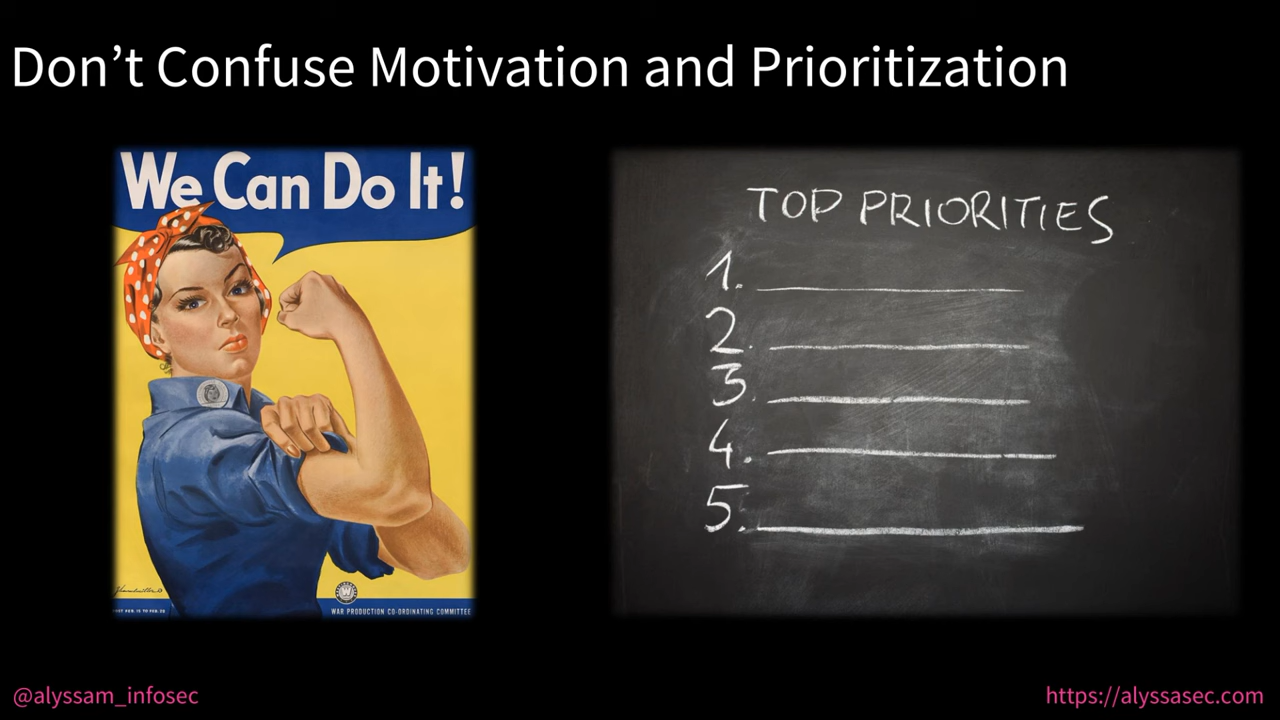 Don’t Confuse Motivation and Prioritization
We Can Do It!
WAR PRODUCTION CO-ORDINATING COMMITTEE
TOP PRIORITIES
1.
2.
3.
4.
5.
@alyssam_infosec
https://alyssasec.com